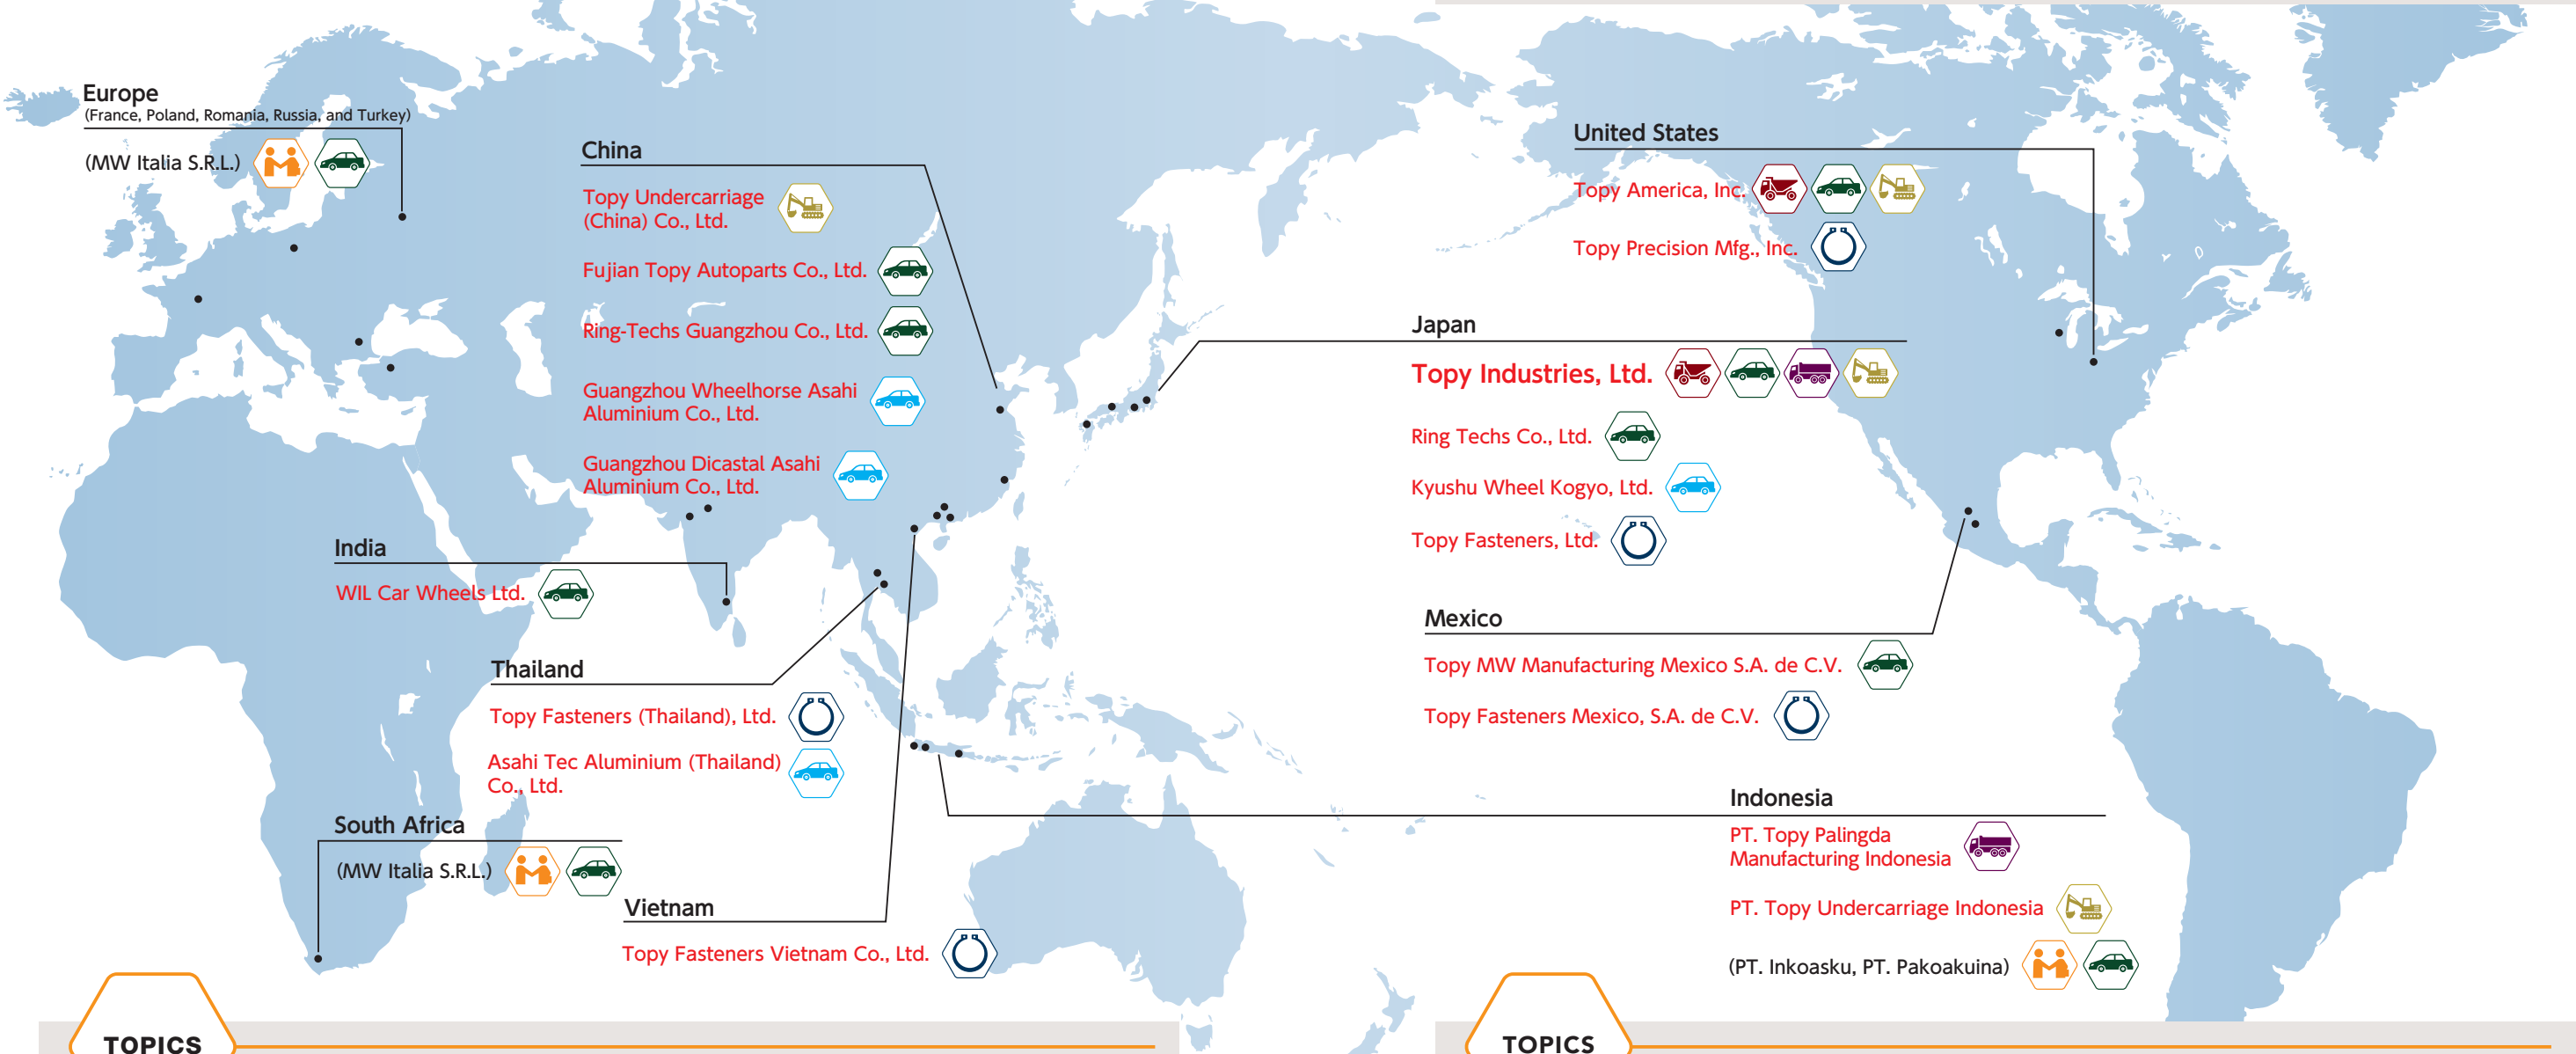 Europe
(France, Poland, Romania, Russia, and Turkey)
(MW Italia S.R.L.)
China
Topy Undercarriage
(China) Co., Ltd.
Fujian Topy Autoparts Co., Ltd.
Ring-Techs Guangzhou Co., Ltd.
Guangzhou Wheelhorse Asahi
Aluminium Co., Ltd.
Guangzhou Dicastal Asahi
Aluminium Co., Ltd.
India
WIL Car Wheels Ltd.
Thailand
Topy Fasteners (Thailand), Ltd.
Asahi Tec Aluminium (Thailand)
Co., Ltd.
South Africa
(MW Italia S.R.L.)
Vietnam
Topy Fasteners Vietnam Co., Ltd.
United States
Topy America, Inc.
Topy Precision Mfg., Inc.
Japan
Topy Industries, Ltd.
Ring Techs Co., Ltd.
Kyushu Wheel Kogyo, Ltd.
Topy Fasteners, Ltd.
Mexico
Topy MW Manufacturing Mexico S.A. de C.V.
Topy Fasteners Mexico, S.A. de C.V.
Indonesia
PT. Topy Palingda
Manufacturing Indonesia
PT. Topy Undercarriage Indonesia
(PT. Inkoasku, PT. Pakoakuina)
TOPICS
TOPICS